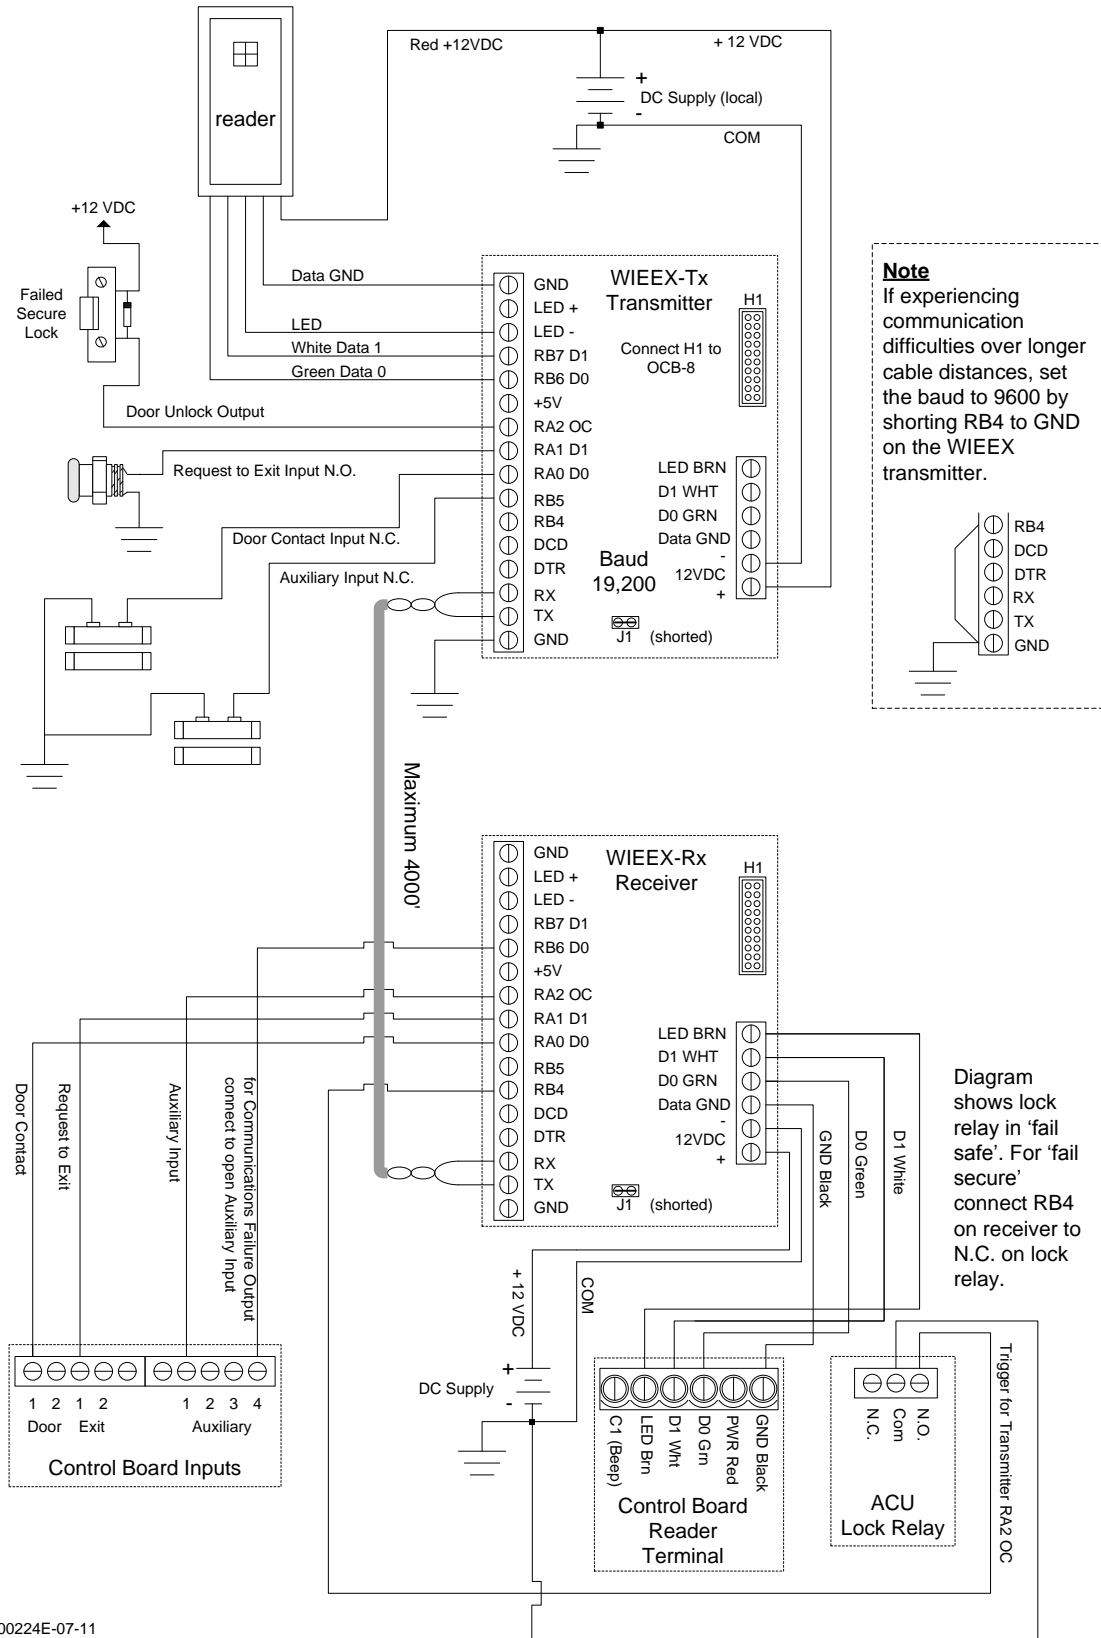 Red +12VDC
+ 12 VDC
+
DC Supply (local)
-
COM
reader
+12 VDC
Failed
Secure
Lock
Data GND
LED
White Data 1
Green Data 0
Door Unlock Output
Request to Exit Input N.O.
Door Contact Input N.C.
Auxiliary Input N.C.
GND
LED +
LED -
RB7 D1
RB6 D0
+5V
RA2 OC
RA1 D1
RA0 D0
RB5
RB4
DCD
DTR
RX
TX
GND
WIEEX-Tx
Transmitter
H1
Connect H1 to
OCB-8
LED BRN
D1 WHT
D0 GRN
Data GND
-
12VDC
+
Baud
19,200
J1 (shorted)
Note
If experiencing
communication
difficulties over longer
cable distances, set
the baud to 9600 by
shorting RB4 to GND
on the WIEEX
transmitter.
RB4
DCD
DTR
RX
TX
GND
Maximum 4000'
GND
LED +
LED -
RB7 D1
RB6 D0
+5V
RA2 OC
RA1 D1
RA0 D0
RB5
RB4
DCD
DTR
RX
TX
GND
WIEEX-Rx
Receiver
H1
LED BRN
D1 WHT
D0 GRN
Data GND
-
12VDC
+
J1 (shorted)
Door Contact
Request to Exit
Auxiliary Input
for Communications Failure Output
connect to open Auxiliary Input
GND Black
D0 Green
D1 White
Diagram
shows lock
relay in ‘fail
safe’. For ‘fail
secure’
connect RB4
on receiver to
N.C. on lock
relay.
+ 12 VDC
COM
+
DC Supply
-
1 2 1 2 1 2 3 4
Door Exit Auxiliary
Control Board Inputs
C1 (Beep)
LED Brn
D1 Wht
D0 Grn
PWR Red
GND Black
Control Board
Reader
Terminal
N.C.
Com
N.O.
ACU
Lock Relay
Trigger for Transmitter RA2 OC
00224E-07-11